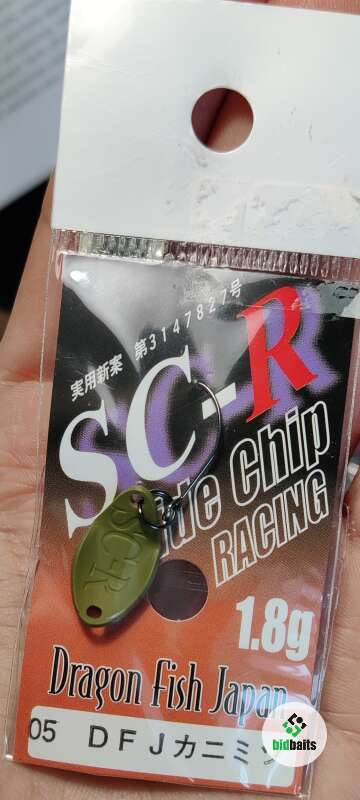 実用新案 第3147827号
SC-R
RACING
Chip
1.8g
SC-R
Dragon Fish Japan
05 DFJカニミ
bidbaits